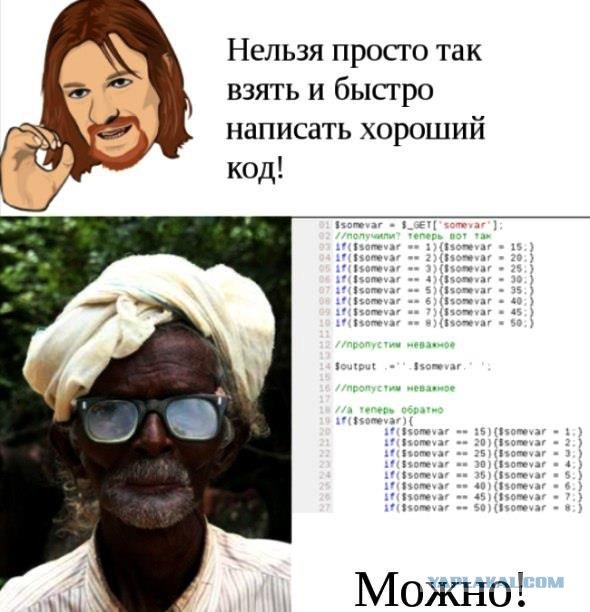 Нельзя просто так
взять и быстро
написать хороший
код!
01 $somevar = $_GET['somevar'];
02 //получили? теперь вот так
03 if($somevar == 1){$somevar = 15;}
04 if($somevar == 2){$somevar = 20;}
05 if($somevar == 3){$somevar = 25;}
06 if($somevar == 4){$somevar = 30;}
07 if($somevar == 5){$somevar = 35;}
08 if($somevar == 6){$somevar = 40;}
09 if($somevar == 7){$somevar = 45;}
10 if($somevar == 8){$somevar = 50;}
11
12 //пропустим неважное
13
14 $output .=''.$somevar.' ';
15
16 //пропустим неважное
17
18 //а теперь обратно
19 if($somevar){
20 if($somevar == 15){$somevar = 1;}
21 if($somevar == 20){$somevar = 2;}
22 if($somevar == 25){$somevar = 3;}
23 if($somevar == 30){$somevar = 4;}
24 if($somevar == 35){$somevar = 5;}
25 if($somevar == 40){$somevar = 6;}
26 if($somevar == 45){$somevar = 7;}
27 if($somevar == 50){$somevar = 8;}
Можно!
YAPLAKAL.COM